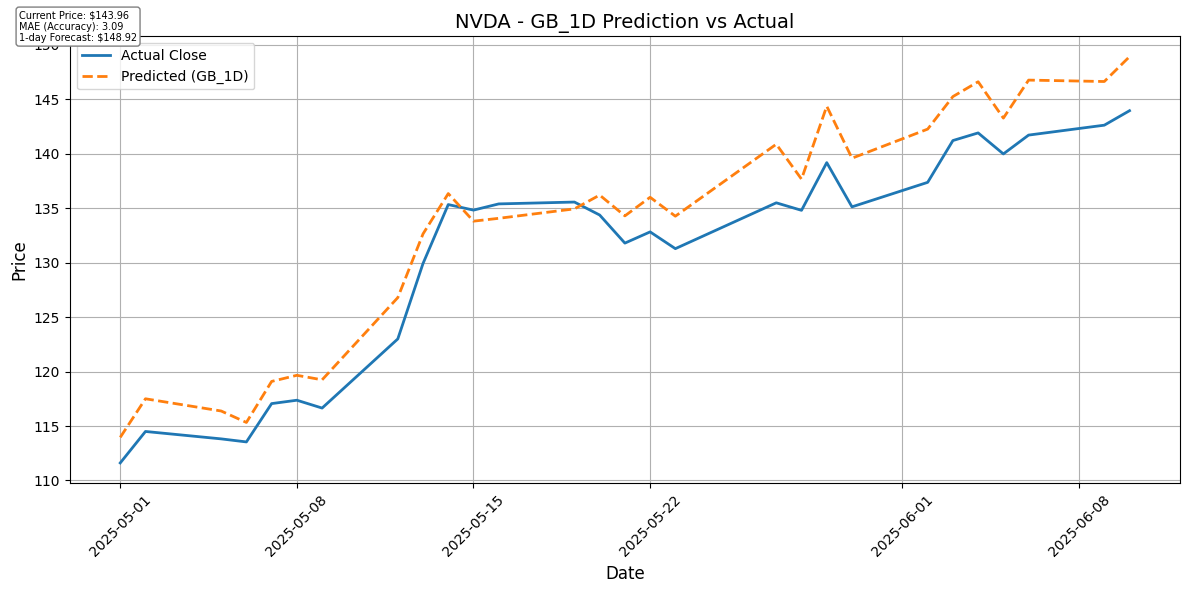 Current Price: $143.96
MAE (Accuracy): 3.09
1-day Forecast: $148.92
NVDA - GB_1D Prediction vs Actual
Actual Close
Predicted (GB_1D)
Price
150
145
140
135
130
125
120
115
110
2025-05-01
2025-05-08
2025-05-15
2025-05-22
2025-06-01
2025-06-08
Date